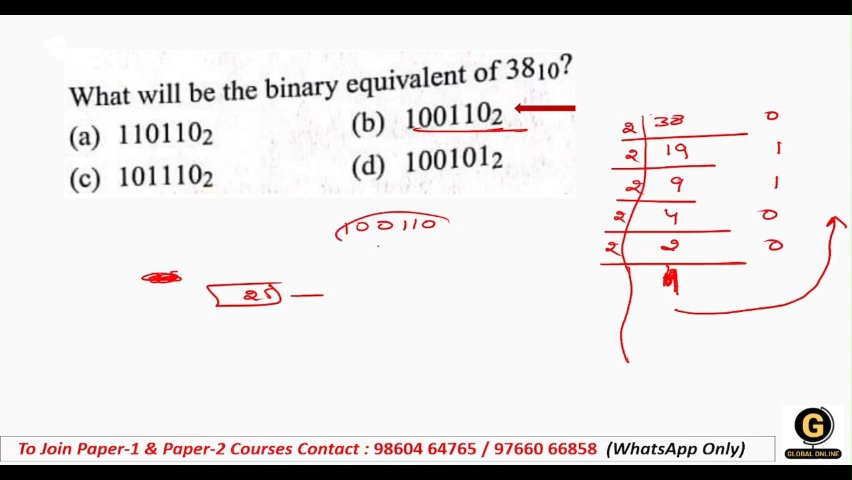 What will be the binary equivalent of 38₁₀?
(a) 110110₂
(b) 100110₂
(c) 101110₂
(d) 100101₂
2 38 0
2 19 1
2 9 1
2 4 0
2 2 0
1
100110
To Join Paper-1 & Paper-2 Courses Contact : 98604 64765 / 97660 66858 (WhatsApp Only)
G
GLOBAL ONLINE